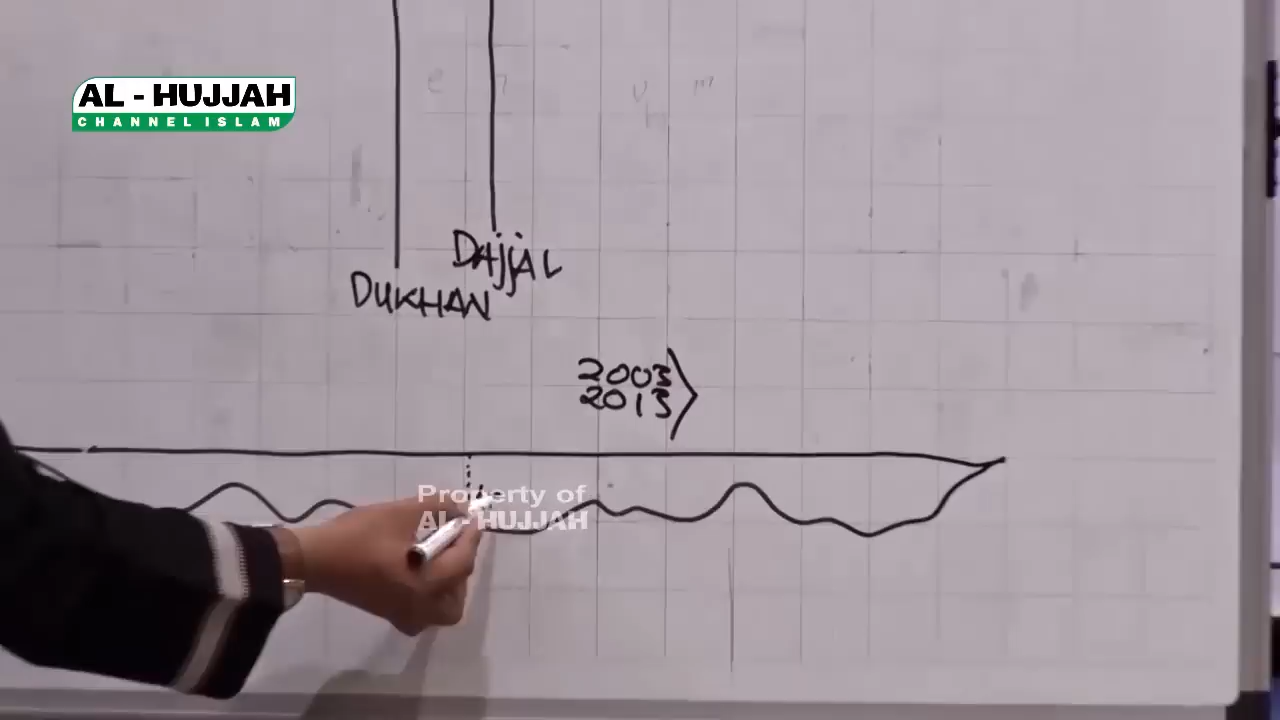 AL - HUJJAH
CHANNEL ISLAM
e n v m
h
DAjjAL
DUKHAN
2003
2013
Property of
AL - HUJJAH